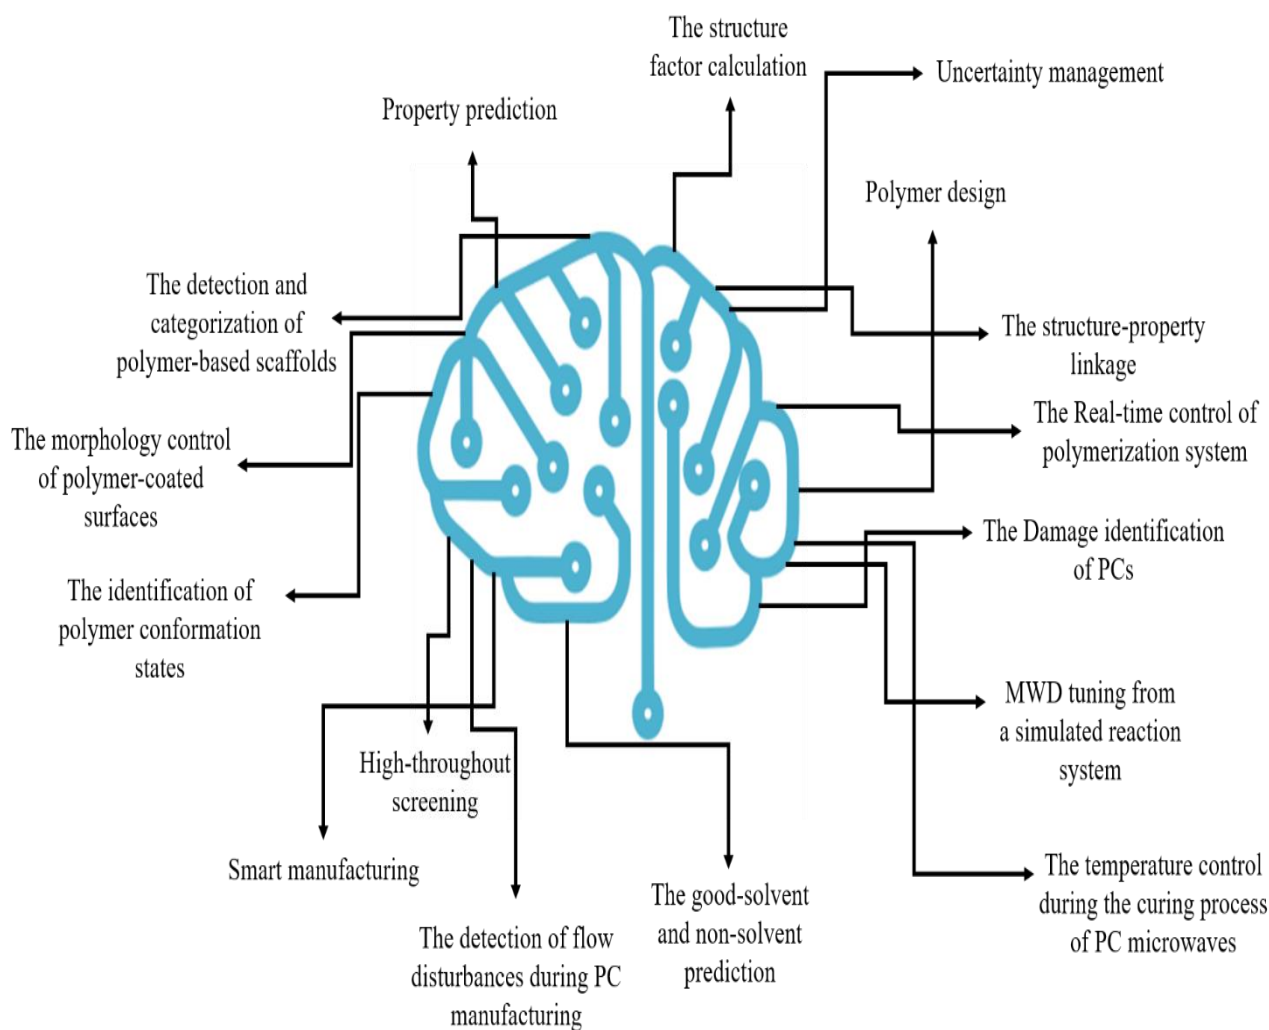 The structure
factor calculation
Uncertainty management
Property prediction
Polymer design
The detection and
categorization of
polymer-based scaffolds
The structure-property
linkage
The Real-time control of
polymerization system
The morphology control
of polymer-coated
surfaces
The Damage identification
of PCs
The identification of
polymer conformation
states
MWD tuning from
a simulated reaction
system
High-throughout
screening
Smart manufacturing
The temperature control
during the curing process
of PC microwaves
The good-solvent
and non-solvent
prediction
The detection of flow
disturbances during PC
manufacturing